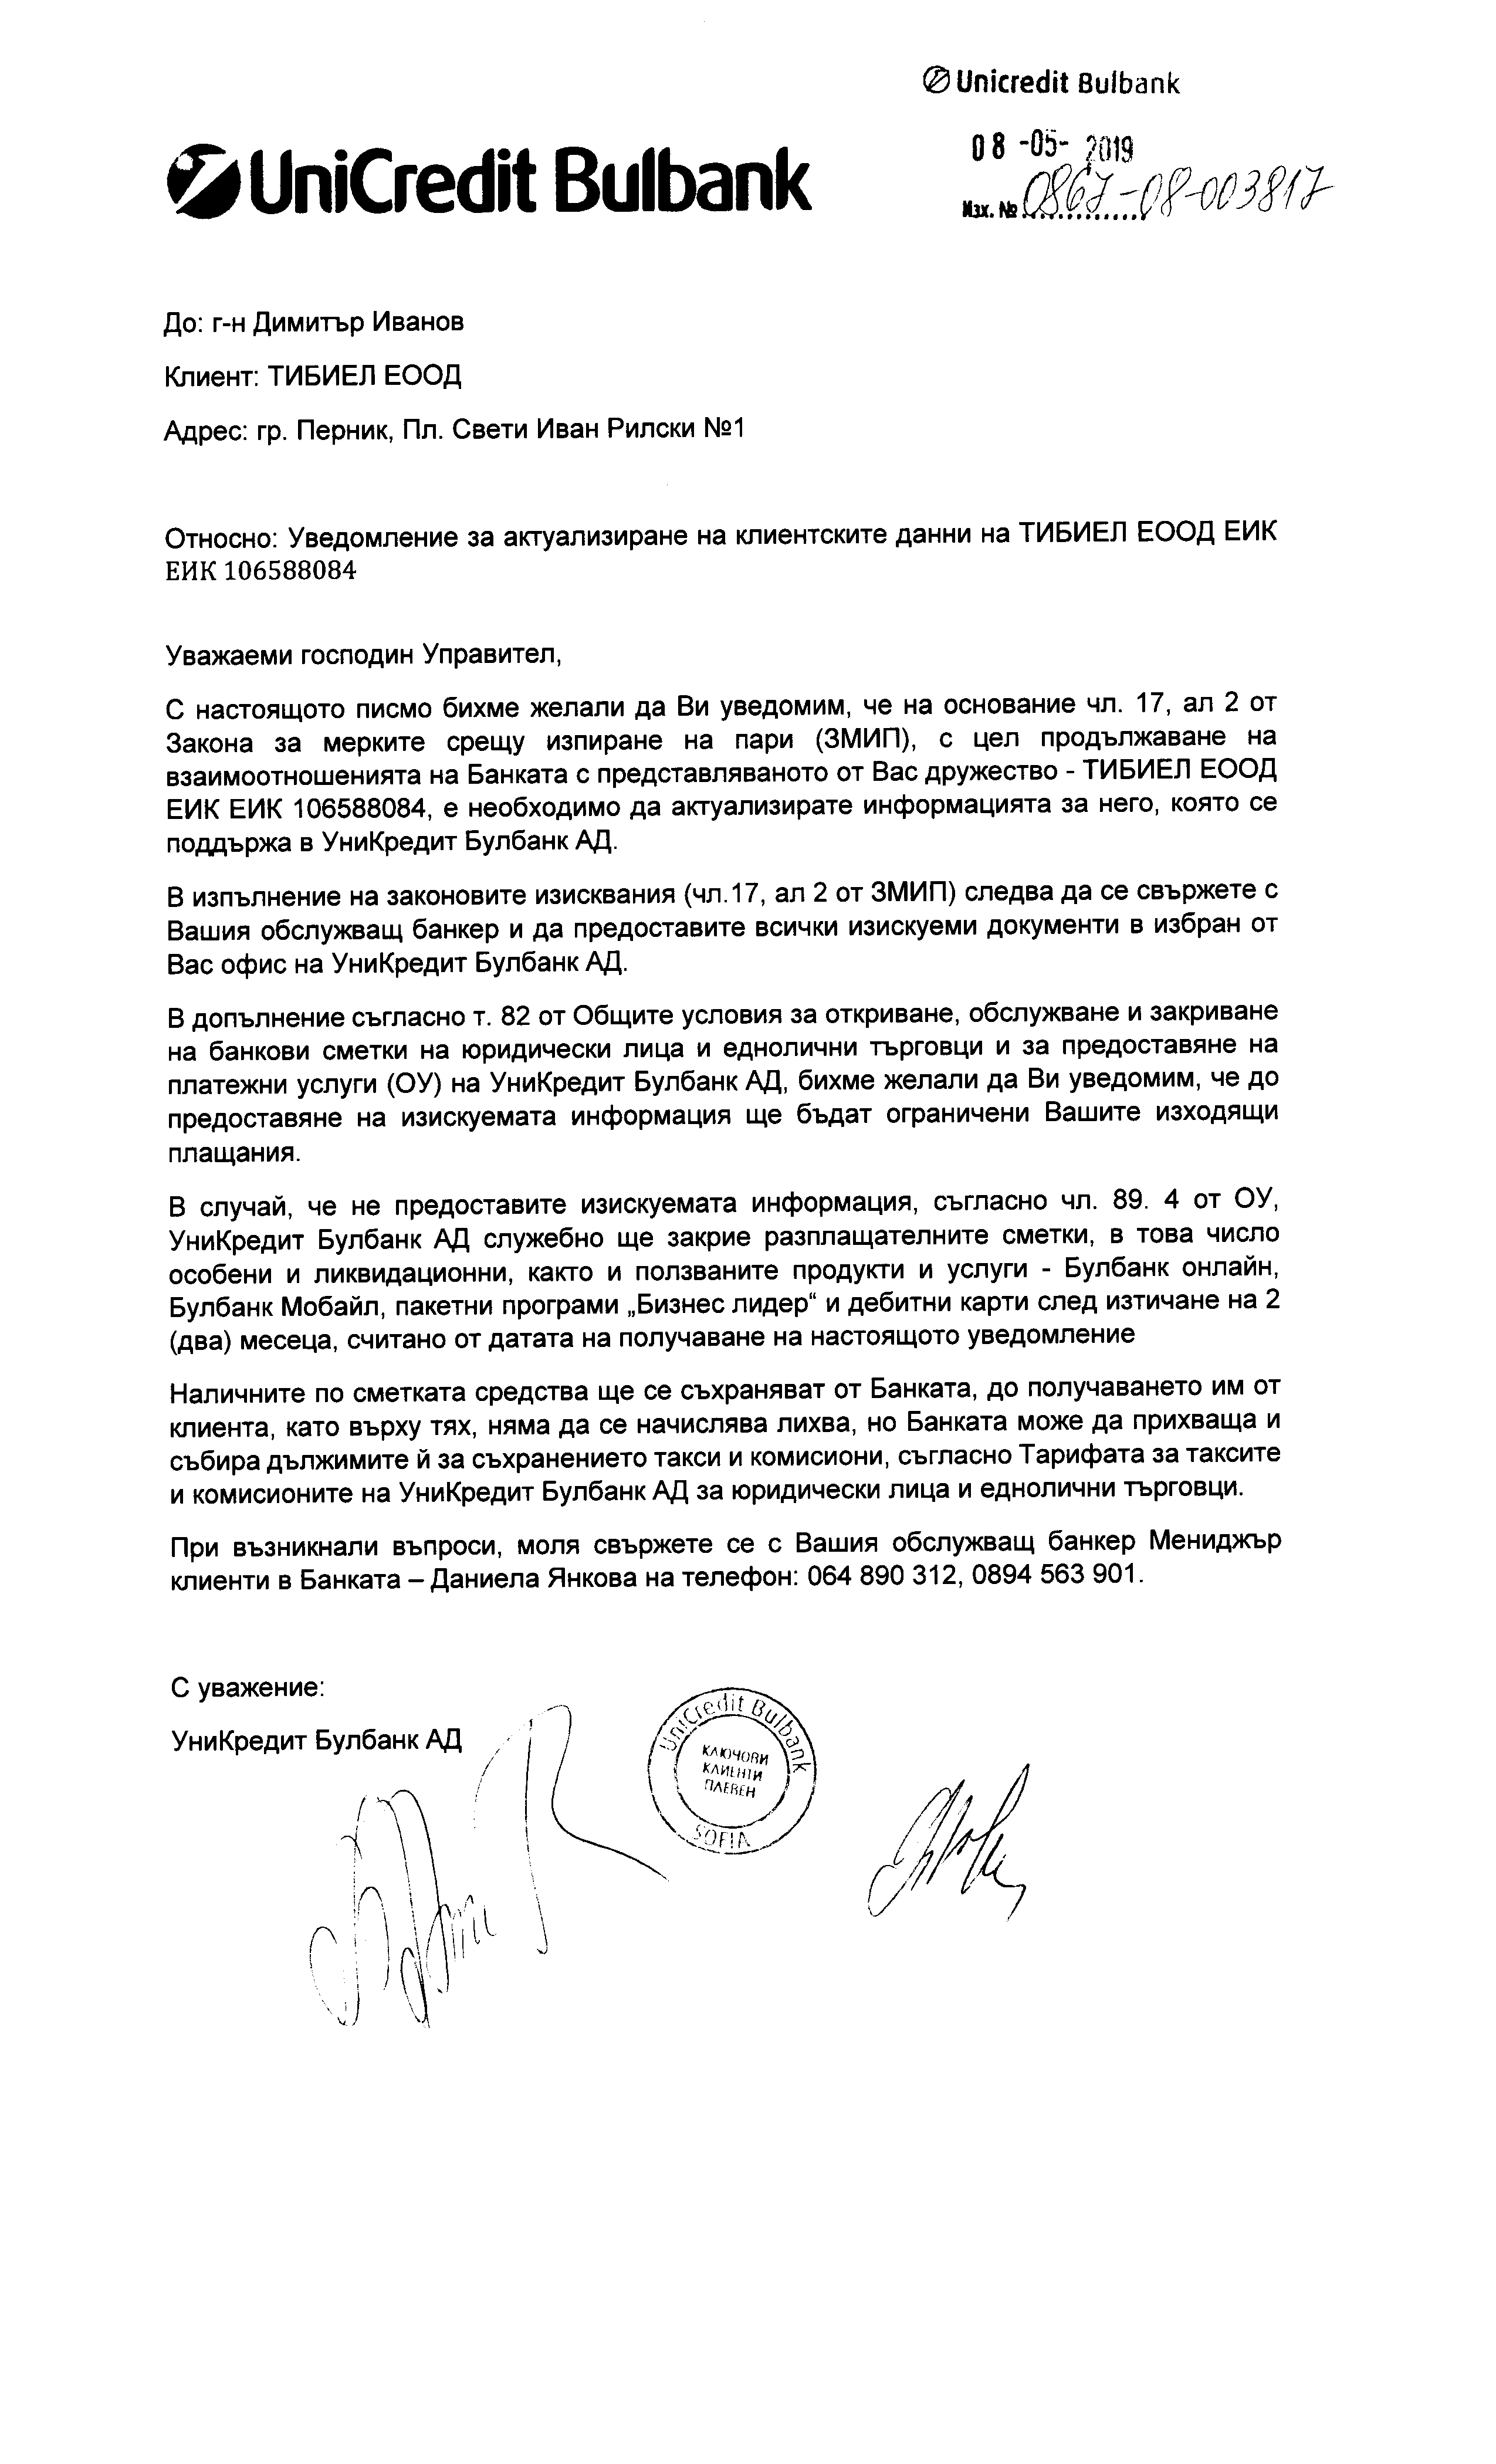 Unicredit Bulbank
08 -05- 2019
UniCredit Bulbank
Изх. № 0867-08-003817
До: г-н Димитър Иванов
Клиент: ТИБИЕЛ ЕООД
Адрес: гр. Перник, Пл. Свети Иван Рилски №1
Относно: Уведомление за актуализиране на клиентските данни на ТИБИЕЛ ЕООД ЕИК
ЕИК 106588084
Уважаеми господин Управител,
С настоящото писмо бихме желали да Ви уведомим, че на основание чл. 17, ал 2 от
Закона за мерките срещу изпиране на пари (ЗМИП), с цел продължаване на
взаимоотношенията на Банката с представляваното от Вас дружество - ТИБИЕЛ ЕООД
ЕИК ЕИК 106588084, е необходимо да актуализирате информацията за него, която се
поддържа в УниКредит Булбанк АД.
В изпълнение на законовите изисквания (чл.17, ал 2 от ЗМИП) следва да се свържете с
Вашия обслужващ банкер и да предоставите всички изискуеми документи в избран от
Вас офис на УниКредит Булбанк АД.
В допълнение съгласно т. 82 от Общите условия за откриване, обслужване и закриване
на банкови сметки на юридически лица и еднолични търговци и за предоставяне на
платежни услуги (ОУ) на УниКредит Булбанк АД, бихме желали да Ви уведомим, че до
предоставяне на изискуемата информация ще бъдат ограничени Вашите изходящи
плащания.
В случай, че не предоставите изискуемата информация, съгласно чл. 89. 4 от ОУ,
УниКредит Булбанк АД служебно ще закрие разплащателните сметки, в това число
особени и ликвидационни, както и ползваните продукти и услуги - Булбанк онлайн,
Булбанк Мобайл, пакетни програми „Бизнес лидер“ и дебитни карти след изтичане на 2
(два) месеца, считано от датата на получаване на настоящото уведомление
Наличните по сметката средства ще се съхраняват от Банката, до получаването им от
клиента, като върху тях, няма да се начислява лихва, но Банката може да прихваща и
събира дължимите й за съхранението такси и комисиони, съгласно Тарифата за таксите
и комисионите на УниКредит Булбанк АД за юридически лица и еднолични търговци.
При възникнали въпроси, моля свържете се с Вашия обслужващ банкер Мениджър
клиенти в Банката – Даниела Янкова на телефон: 064 890 312, 0894 563 901.
С уважение:
УниКредит Булбанк АД
UniCredit Bulbank
КЛЮЧОВИ
КЛИЕНТИ
ПЛЕВЕН
SOFIA